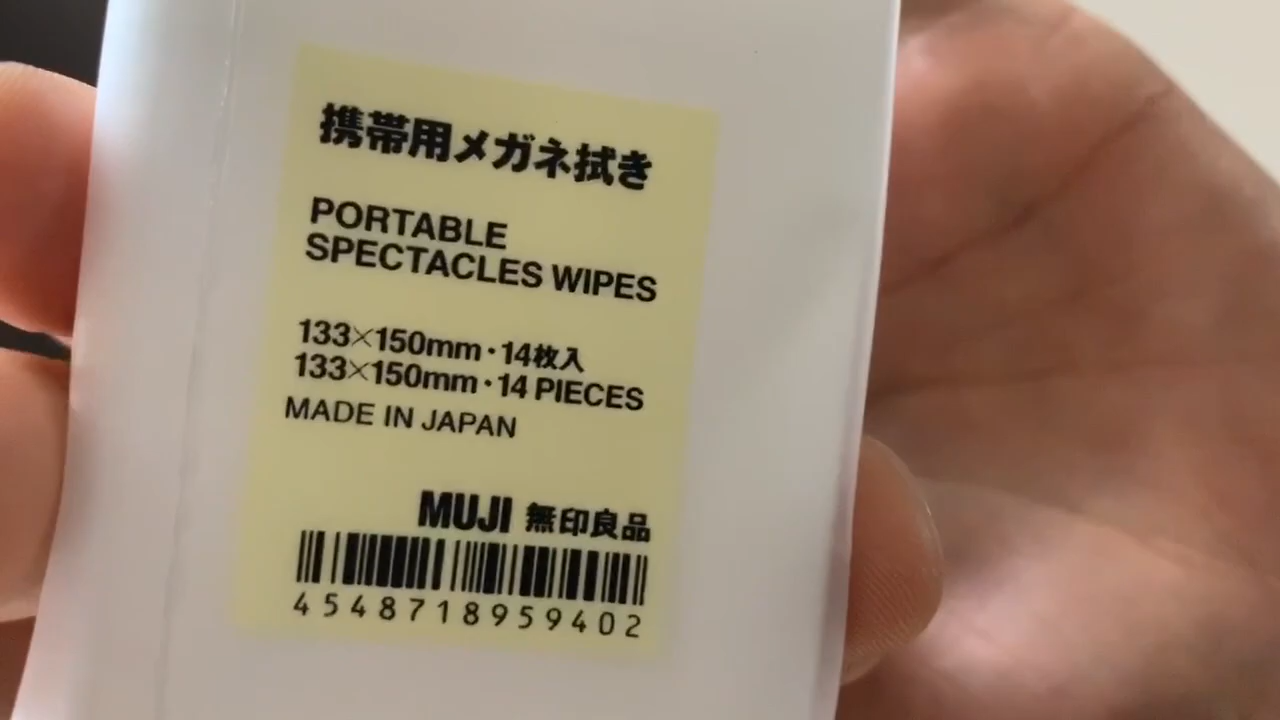 携帯用メガネ拭き
PORTABLE
SPECTACLES WIPES
133×150mm・14枚入
133×150mm・14 PIECES
MADE IN JAPAN
MUJI 無印良品
4548718959402